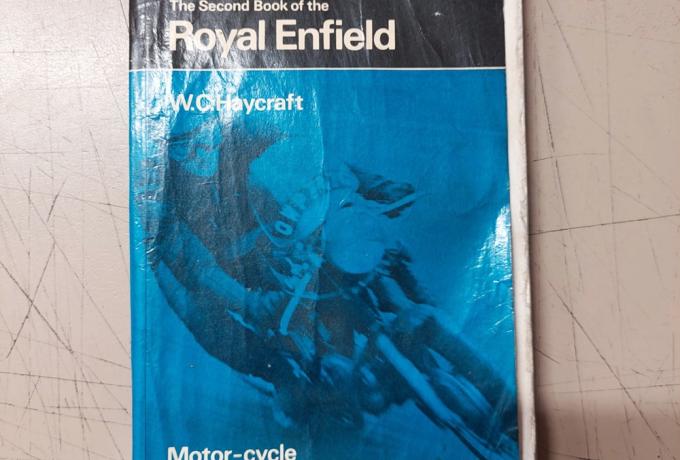 The Second Book of the
Royal Enfield
W.C.Haycraft
Motor-cycle